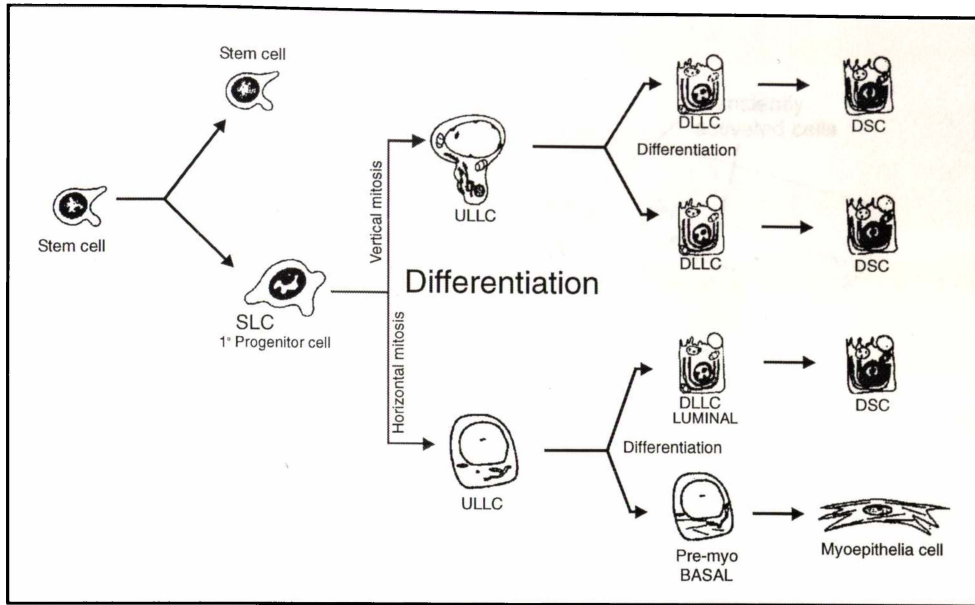 Stem cell
Stem cell
SLC
1° Progenitor cell
Vertical mitosis
Horizontal mitosis
Differentiation
ULLC
ULLC
DLLC
Differentiation
DSC
DLLC
DSC
DLLC
LUMINAL
DSC
Differentiation
Pre-myo
BASAL
Myoepithelia cell